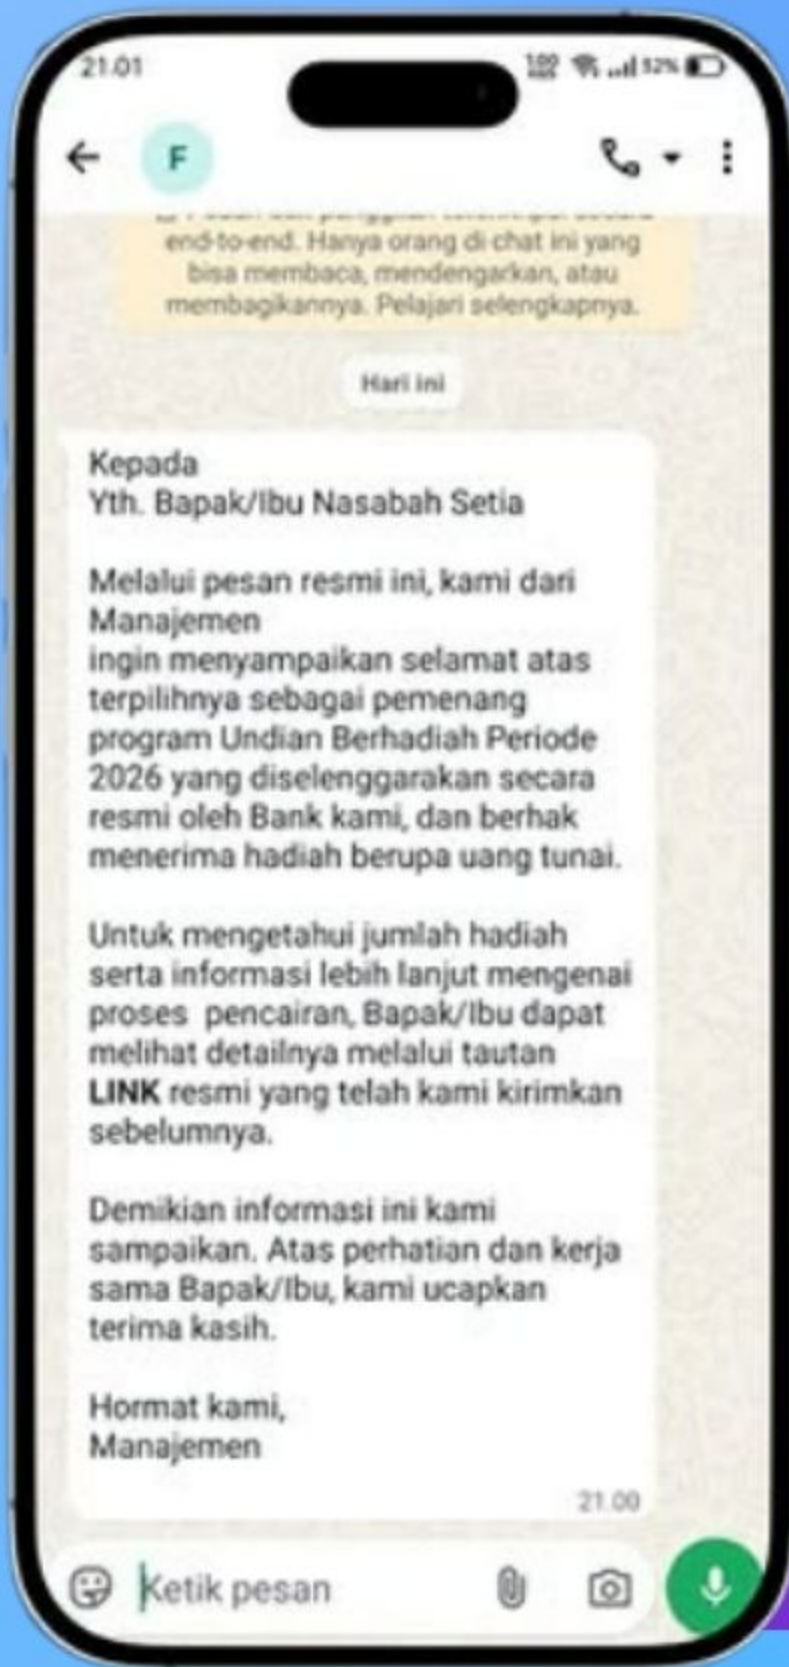 21.01
100 52%
F
end-to-end. Hanya orang di chat ini yang
bisa membaca, mendengarkan, atau
membagikannya. Pelajari selengkapnya.
Hari ini
Kepada
Yth. Bapak/Ibu Nasabah Setia
Melalui pesan resmi ini, kami dari
Manajemen
ingin menyampaikan selamat atas
terpilihnya sebagai pemenang
program Undian Berhadiah Periode
2026 yang diselenggarakan secara
resmi oleh Bank kami, dan berhak
menerima hadiah berupa uang tunai.
Untuk mengetahui jumlah hadiah
serta informasi lebih lanjut mengenai
proses  pencairan, Bapak/Ibu dapat
melihat detailnya melalui tautan
LINK resmi yang telah kami kirimkan
sebelumnya.
Demikian informasi ini kami
sampaikan. Atas perhatian dan kerja
sama Bapak/Ibu, kami ucapkan
terima kasih.
Hormat kami,
Manajemen
21.00
Ketik pesan